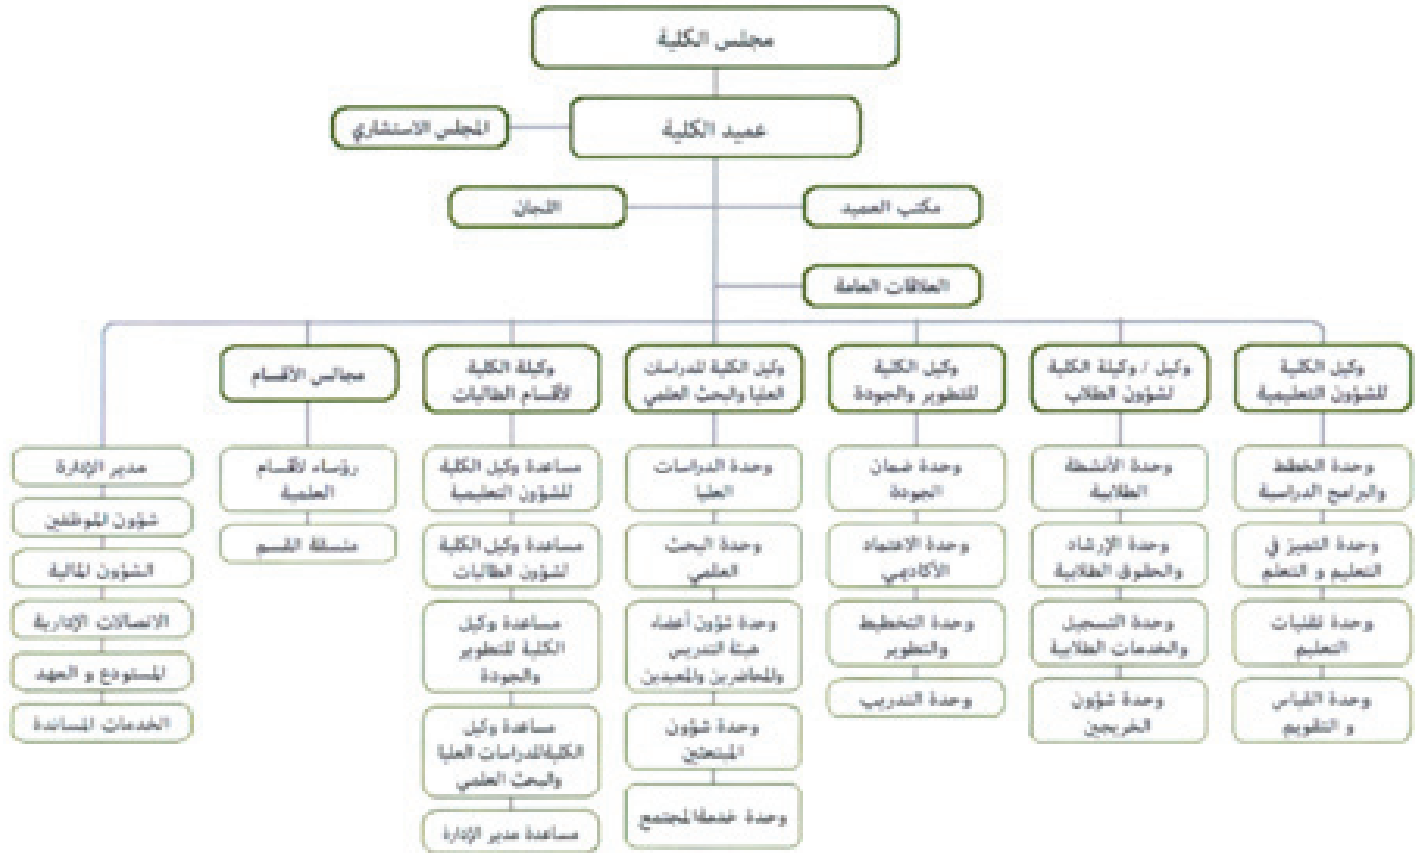 مجلس الكلية
عميد الكلية
المجلس الاستشاري
مكتب العميد
اللجان
العلاقات العامة
وكيل الكلية
للشؤون التعليمية
وحدة الخطط
والبرامج الدراسية
وحدة التميز في
التعليم و التعلم
وحدة تقنيات
التعليم
وحدة القياس
و التقويم
وكيل / وكيلة الكلية
لشؤون الطلاب
وحدة الأنشطة
الطلابية
وحدة الإرشاد
والحقوق الطلابية
وحدة التسجيل
والخدمات الطلابية
وحدة شؤون
الخريجين
وكيل الكلية
للتطوير والجودة
وحدة ضمان
الجودة
وحدة الاعتماد
الأكاديمي
وحدة التخطيط
والتطوير
وحدة التدريب
وكيل الكلية للدراسات
العليا والبحث العلمي
وحدة الدراسات
العليا
وحدة البحث
العلمي
وحدة شؤون أعضاء
هيئة التدريس
والمحاضرين والمعيدين
وحدة شؤون
المبتعثين
وحدة خدمةالمجتمع
وكيلة الكلية
لأقسام الطالبات
مساعدة وكيل الكلية
للشؤون التعليمية
مساعدة وكيل الكلية
لشؤون الطالبات
مساعدة وكيل
الكلية للتطوير
والجودة
مساعدة وكيل
الكليةللدراسات العليا
والبحث العلمي
مساعدة مدير الإدارة
مجالس الأقسام
رؤساء لأقسام
العلمية
منسقة القسم
مدير الإدارة
شؤون الموظفين
الشؤون المالية
الاتصالات الإدارية
المستودع و العهد
الخدمات المساندة